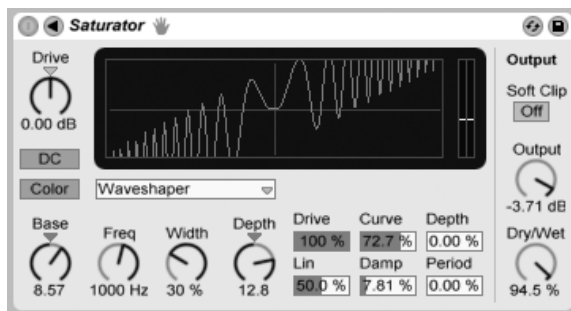 Saturator
Drive
0.00 dB
DC
Color
Waveshaper
Base
8.57
Freq
1000 Hz
Width
30 %
Depth
12.8
Drive
100 %
Curve
72.7 %
Depth
0.00 %
Lin
50.0 %
Damp
7.81 %
Period
0.00 %
Output
Soft Clip
Off
Output
-3.71 dB
Dry/Wet
94.5 %